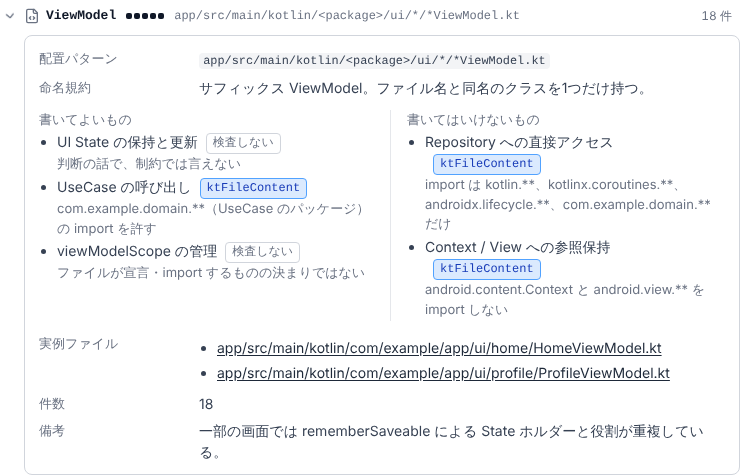 ViewModel ●●●●● app/src/main/kotlin/<package>/ui/*/*ViewModel.kt 18 件
配置パターン app/src/main/kotlin/<package>/ui/*/*ViewModel.kt
命名規約 サフィックス ViewModel。ファイル名と同名のクラスを1つだけ持つ。
書いてよいもの
• UI State の保持と更新 検査しない
判断の話で、制約では言えない
• UseCase の呼び出し ktFileContent
com.example.domain.**（UseCase のパッケージ）
の import を許す
• viewModelScope の管理 検査しない
ファイルが宣言・import するものの決まりではない
書いてはいけないもの
• Repository への直接アクセス
ktFileContent
import は kotlin.**、kotlinx.coroutines.**、
androidx.lifecycle.**、com.example.domain.**
だけ
• Context / View への参照保持
ktFileContent
android.content.Context と android.view.** を
import しない
実例ファイル
• app/src/main/kotlin/com/example/app/ui/home/HomeViewModel.kt
• app/src/main/kotlin/com/example/app/ui/profile/ProfileViewModel.kt
件数 18
備考 一部の画面では rememberSaveable による State ホルダーと役割が重複してい
る。